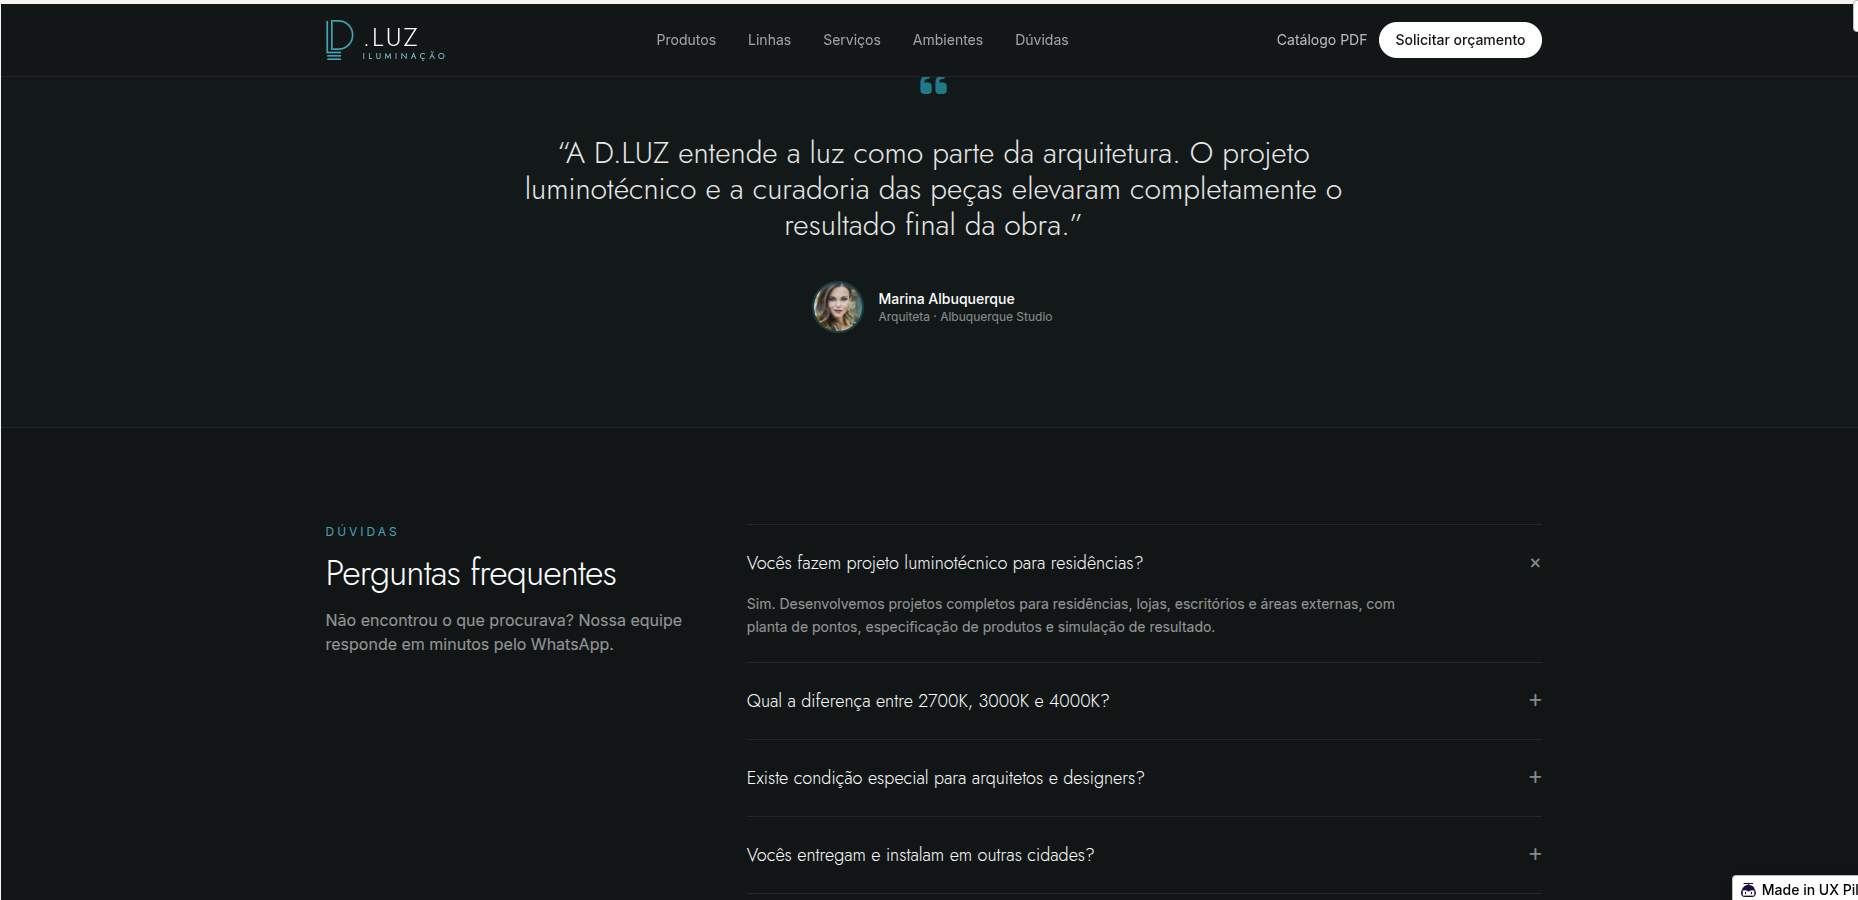 D.LUZ
ILUMINAÇÃO
Produtos
Linhas
Serviços
Ambientes
Dúvidas
Catálogo PDF
Solicitar orçamento
“A D.LUZ entende a luz como parte da arquitetura. O projeto
luminotécnico e a curadoria das peças elevaram completamente o
resultado final da obra.”
Marina Albuquerque
Arquiteta · Albuquerque Studio
DÚVIDAS
Perguntas frequentes
Não encontrou o que procurava? Nossa equipe
responde em minutos pelo WhatsApp.
Vocês fazem projeto luminotécnico para residências?
Sim. Desenvolvemos projetos completos para residências, lojas, escritórios e áreas externas, com
planta de pontos, especificação de produtos e simulação de resultado.
Qual a diferença entre 2700K, 3000K e 4000K?
Existe condição especial para arquitetos e designers?
Vocês entregam e instalam em outras cidades?
Made in UX Pil